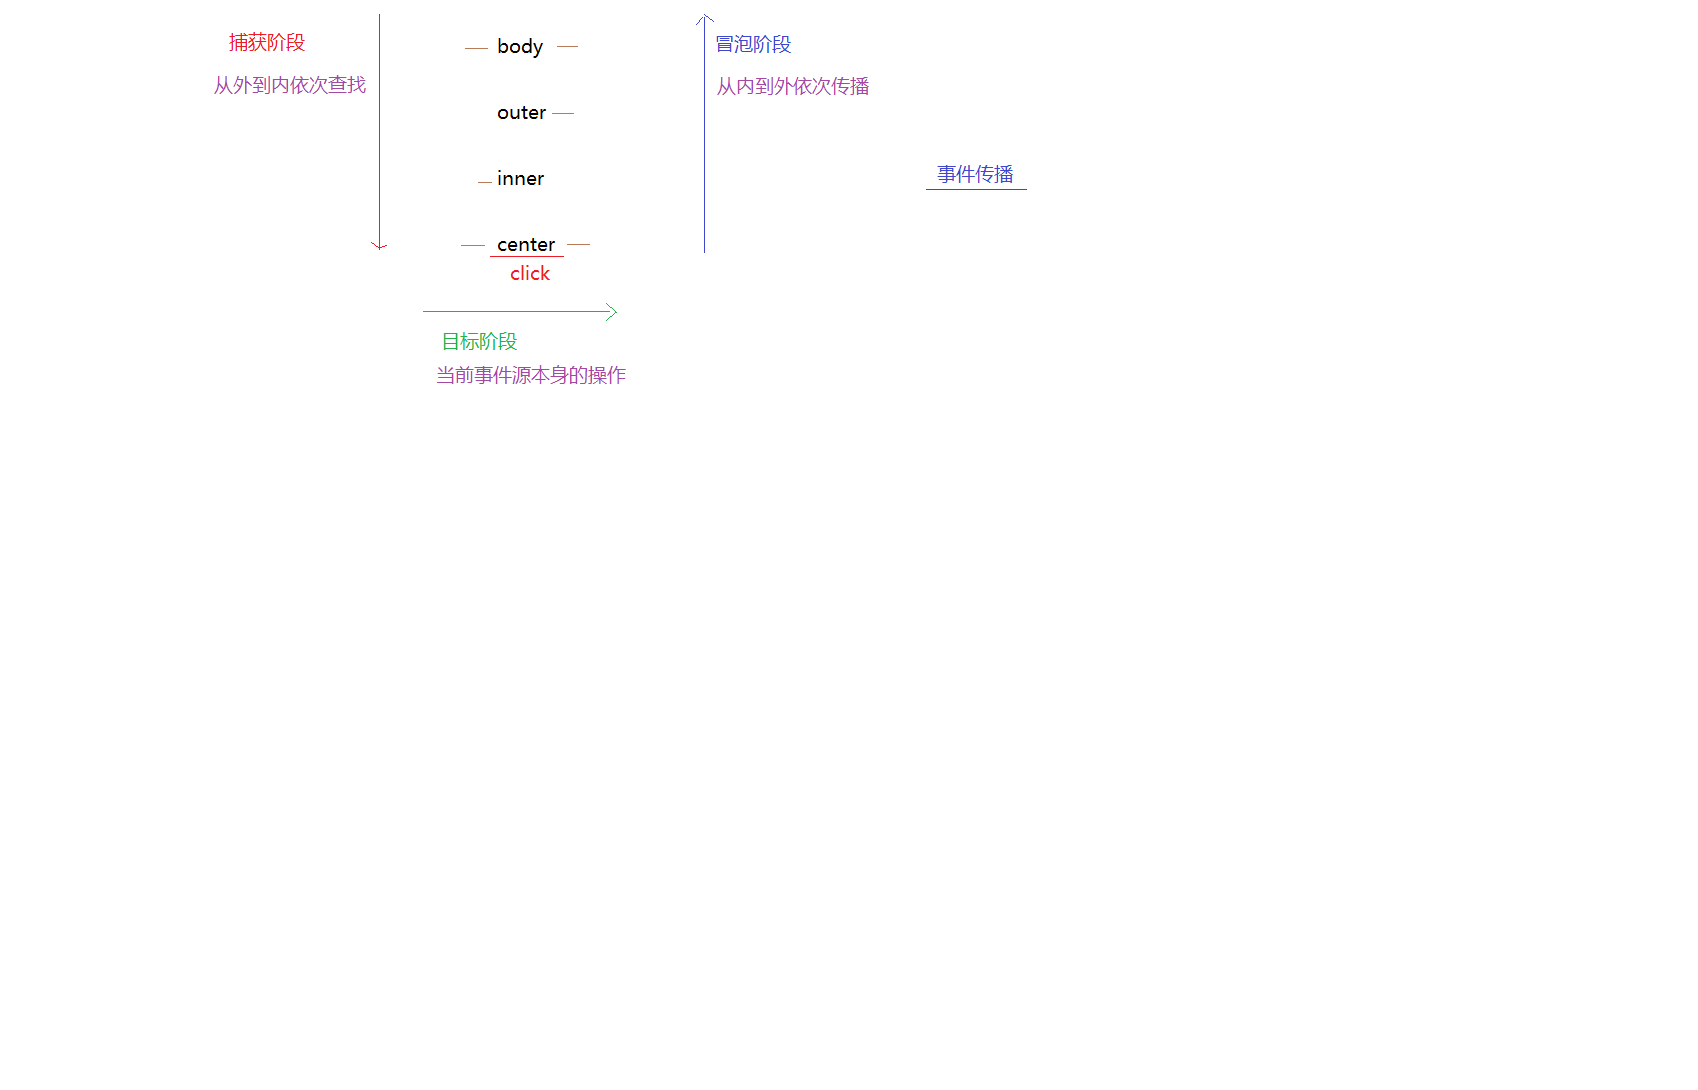 捕获阶段
从外到内依次查找
body
outer
inner
center
click
目标阶段
当前事件源本身的操作
冒泡阶段
从内到外依次传播
事件传播